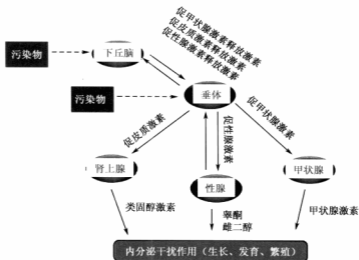 促甲状腺激素释放激素
促皮质激素释放激素
促性腺激素释放激素
污染物
下丘脑
污染物
垂体
促皮质激素
促性腺激素
促甲状腺激素
肾上腺
性腺
甲状腺
类固醇激素
睾酮
雌二醇
甲状腺激素
内分泌干扰作用（生长、发育、繁殖）